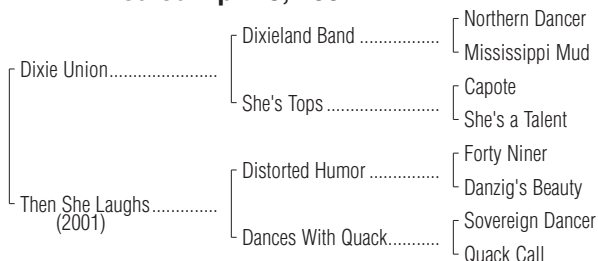 Northern Dancer
Dixieland Band
Mississippi Mud
Dixie Union
Capote
She's Tops
She's a Talent
Forty Niner
Distorted Humor
Danzig's Beauty
Then She Laughs
(2001)
Sovereign Dancer
Dances With Quack
Quack Call